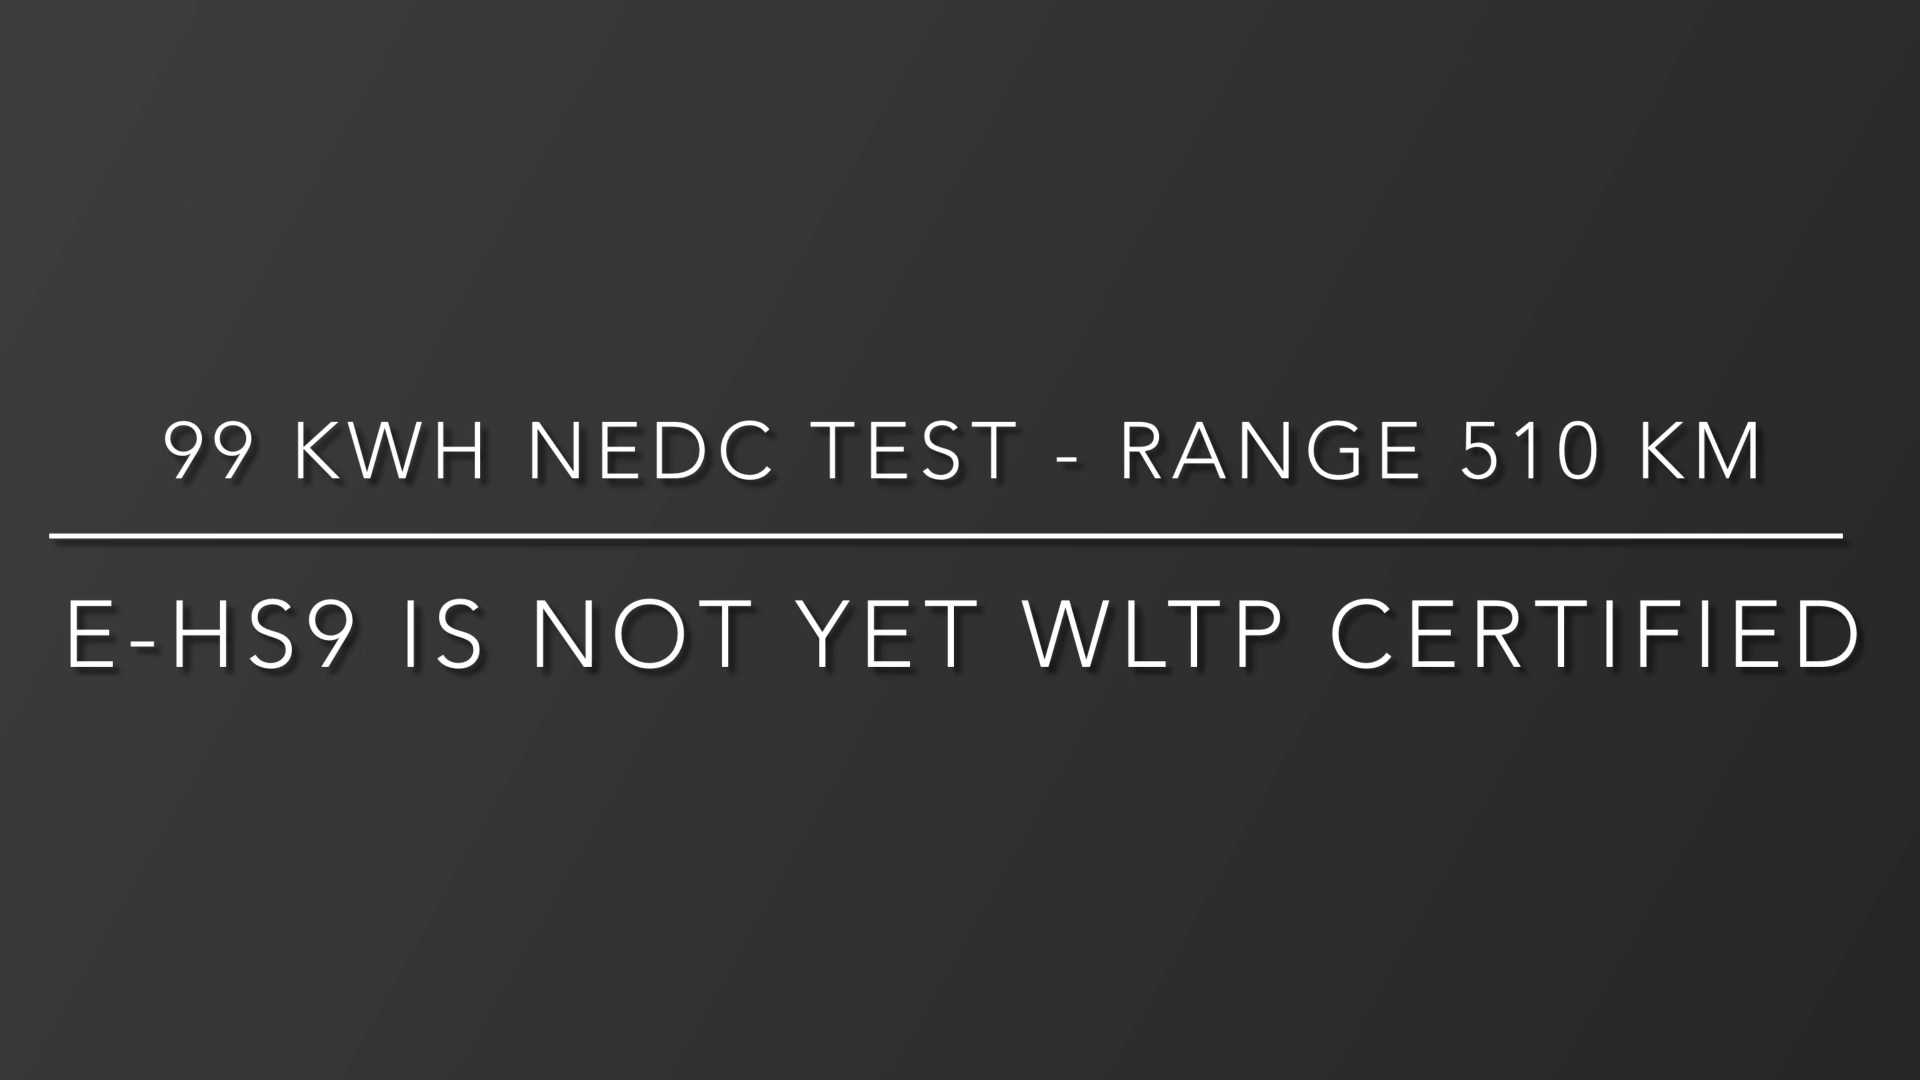 99 KWH NEDC TEST - RANGE 510 KM
E-HS9 IS NOT YET WLTP CERTIFIED